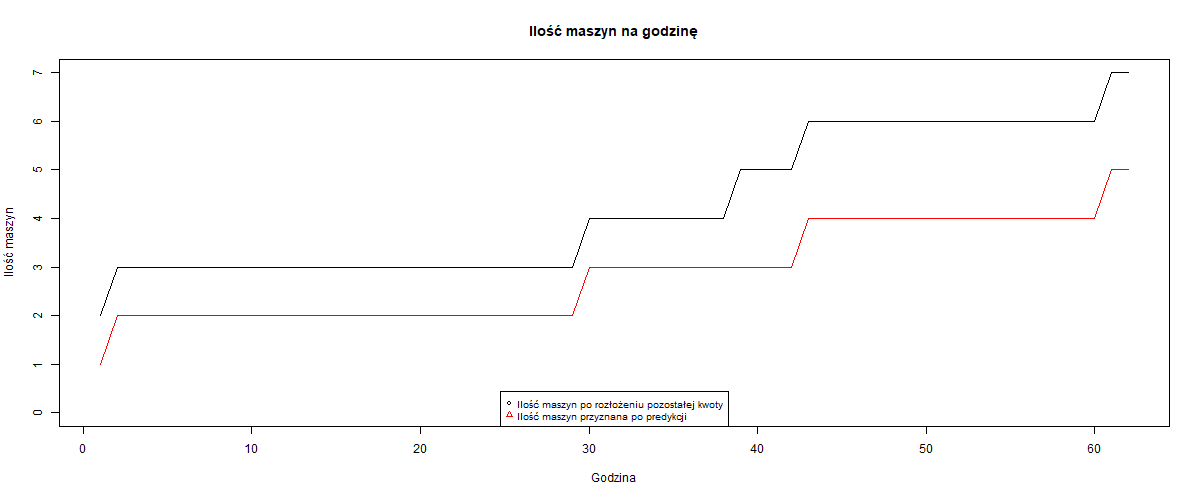 Ilość maszyn na godzinę
Ilość maszyn
7
6
5
4
3
2
1
0
Ilość maszyn po rozłożeniu pozostałej kwoty
Ilość maszyn przyznana po predykcji
0 10 20 30 40 50 60
Godzina